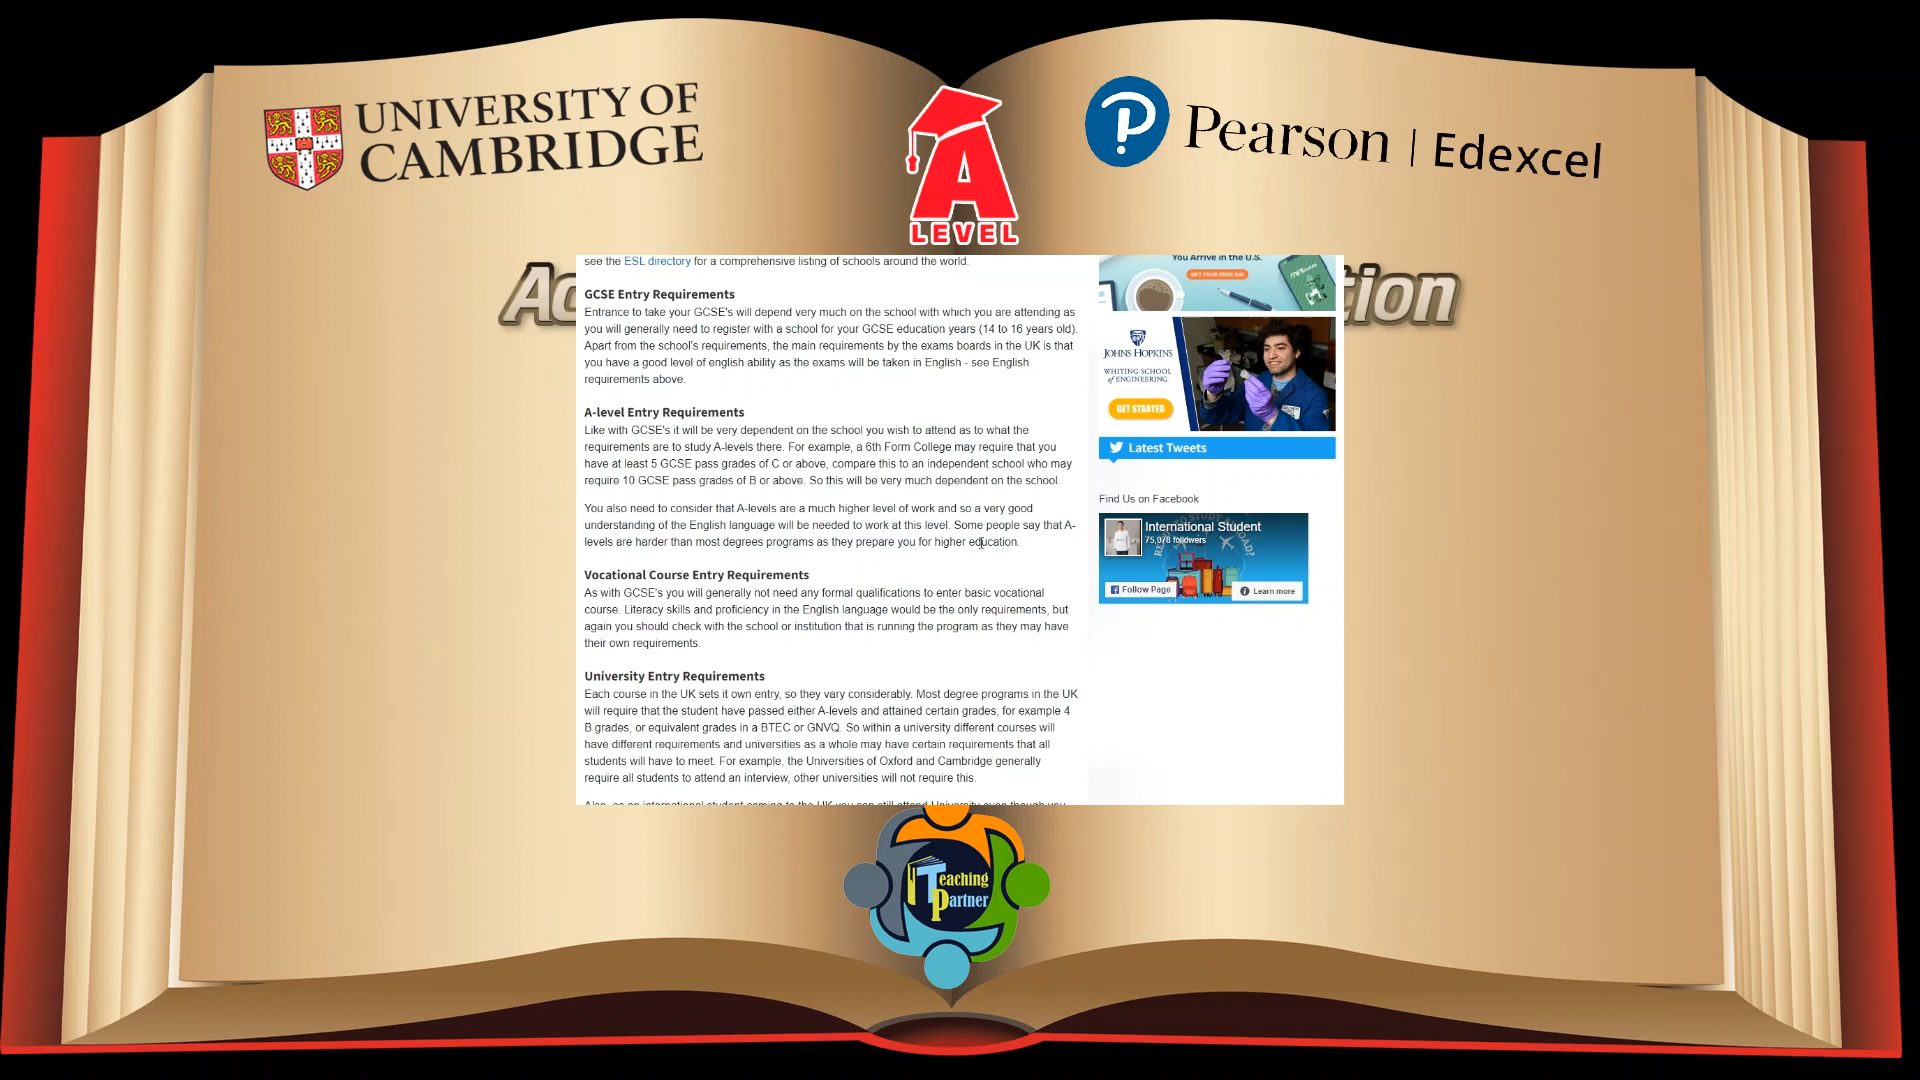 UNIVERSITY OF
CAMBRIDGE
A
LEVEL
Pearson | Edexcel
see the ESL directory for a comprehensive listing of schools around the world.
GCSE Entry Requirements
Entrance to take your GCSE's will depend very much on the school with which you are attending as
you will generally need to register with a school for your GCSE education years (14 to 16 years old).
Apart from the school's requirements, the main requirements by the exams boards in the UK is that
you have a good level of english ability as the exams will be taken in English - see English
requirements above.
A-level Entry Requirements
Like with GCSE's it will be very dependent on the school you wish to attend as to what the
requirements are to study A-levels there. For example, a 6th Form College may require that you
have at least 5 GCSE pass grades of C or above, compare this to an independent school who may
require 10 GCSE pass grades of B or above. So this will be very much dependent on the school.
You also need to consider that A-levels are a much higher level of work and so a very good
understanding of the English language will be needed to work at this level. Some people say that A-
levels are harder than most degrees programs as they prepare you for higher education.
Vocational Course Entry Requirements
As with GCSE's you will generally not need any formal qualifications to enter basic vocational
course. Literacy skills and proficiency in the English language would be the only requirements, but
again you should check with the school or institution that is running the program as they may have
their own requirements.
University Entry Requirements
Each course in the UK sets it own entry, so they vary considerably. Most degree programs in the UK
will require that the student have passed either A-levels and attained certain grades, for example 4
B grades, or equivalent grades in a BTEC or GNVQ. So within a university different courses will
have different requirements and universities as a whole may have certain requirements that all
students will have to meet. For example, the Universities of Oxford and Cambridge generally
require all students to attend an interview, other universities will not require this.
You Arrive in the U.S.
GET YOUR FREE SIM
JOHNS HOPKINS
WHITING SCHOOL
of ENGINEERING
GET STARTED
Latest Tweets
Find Us on Facebook
International Student
75,078 followers
Follow Page
Learn more
Teaching
Partner